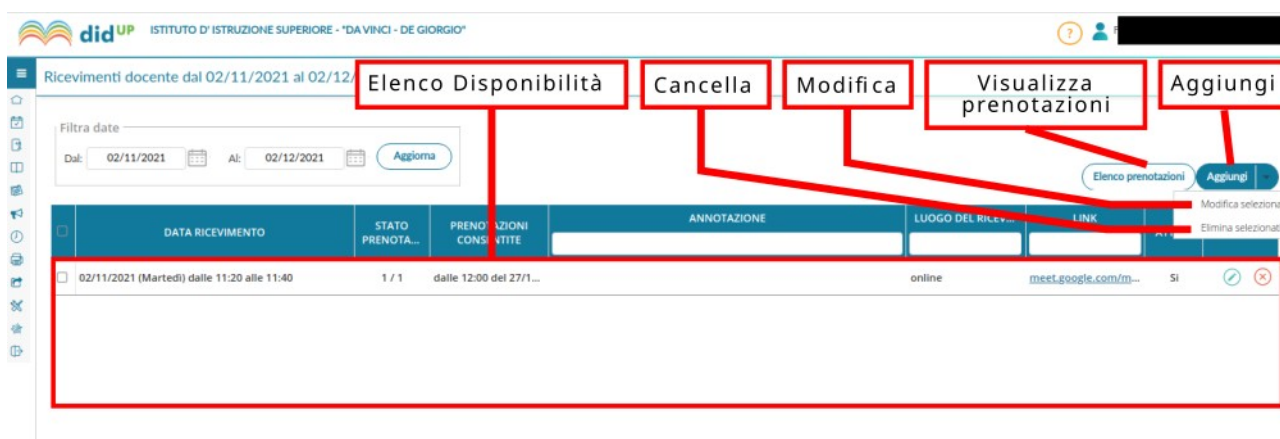 didUP ISTITUTO D' ISTRUZIONE SUPERIORE - "DA VINCI - DE GIORGIO" ?
Ricevimenti docente dal 02/11/2021 al 02/12/
Elenco Disponibilità Cancella Modifica Visualizza prenotazioni Aggiungi
Filtra date
Dal: 02/11/2021 Al: 02/12/2021 Aggiorna
Elenco prenotazioni Aggiungi
Modifica seleziona
Elimina selezionat
DATA RICEVIMENTO STATO PRENOTA... PRENOTAZIONI CONSENTITE ANNOTAZIONE LUOGO DEL RICEV... LINK
02/11/2021 (Martedì) dalle 11:20 alle 11:40 1 / 1 dalle 12:00 del 27/1... online meet.google.com/m... Si